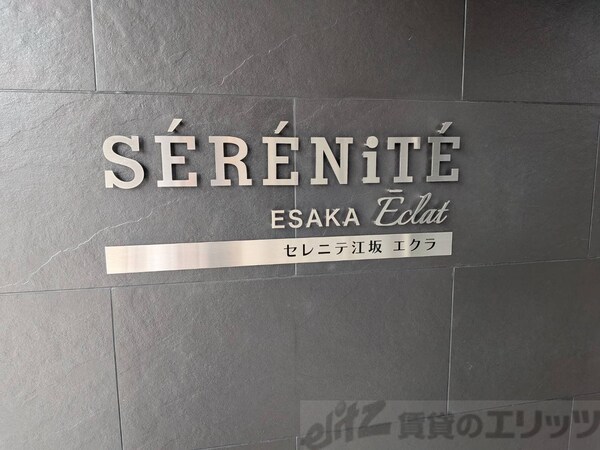 SÉRÉNiTÉ
ESAKA Éclat
セレニテ江坂 エクラ
elitz 賃貸のエリッツ